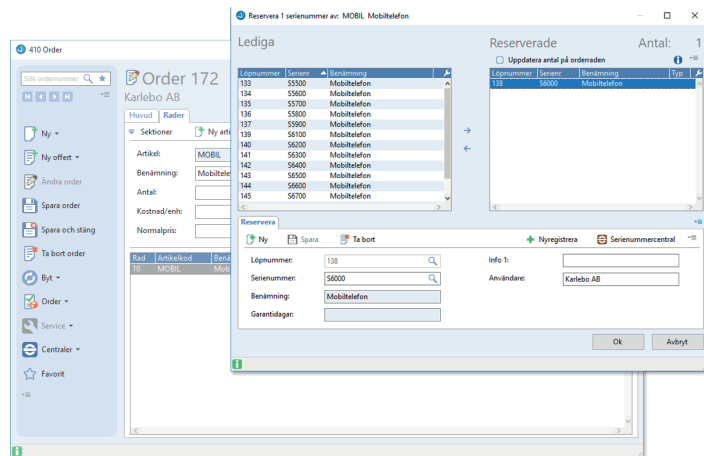 Reservera 1 serienummer av: MOBIL Mobiltelefon
Lediga
Reserverade Antal: 1
Uppdatera antal på orderraden
Löpnummer Serienr Benämning
133 S5500 Mobiltelefon
134 S5600 Mobiltelefon
135 S5700 Mobiltelefon
136 S5800 Mobiltelefon
137 S5900 Mobiltelefon
139 S6100 Mobiltelefon
140 S6200 Mobiltelefon
141 S6300 Mobiltelefon
142 S6400 Mobiltelefon
143 S6500 Mobiltelefon
144 S6600 Mobiltelefon
145 S6700 Mobiltelefon
Löpnummer Serienr Benämning Typ
138 S6000 Mobiltelefon
Reservera
Ny Spara Ta bort Nyregistrera Serienummercentral
Löpnummer: 138 Info 1:
Serienummer: S6000 Användare: Karlebo AB
Benämning: Mobiltelefon
Garantidagar:
Ok Avbryt
410 Order
Sök ordernummer
Ny
Ny offert
Ändra order
Spara order
Spara och stäng
Ta bort order
Byt
Order
Service
Centraler
Favorit
Order 172
Karlebo AB
Huvud Rader
Sektioner Ny arti
Artikel: MOBIL
Benämning: Mobiltele
Antal:
Kostnad/enh:
Normalpris:
Rad Artikelkod Benä
10 MOBIL Mob